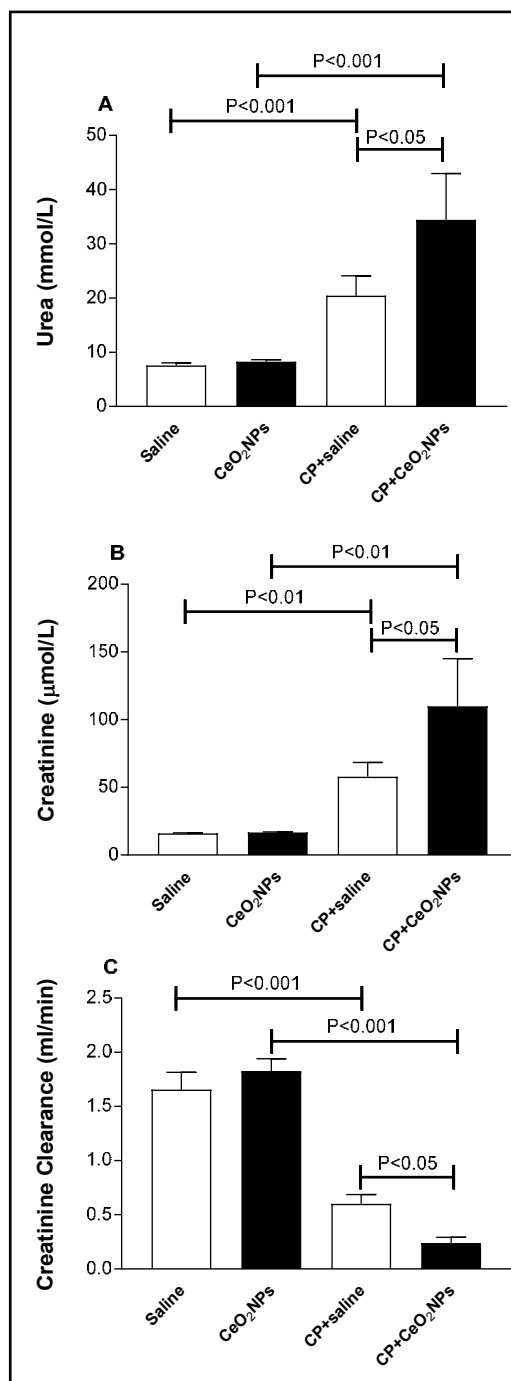 P<0.001
A
P<0.001
P<0.05
50
40
30
20
10
0
Urea (mmol/L)
Saline
CeO₂NPs
CP+saline
CP+CeO₂NPs
B
P<0.01
P<0.01
P<0.05
200
150
100
50
0
Creatinine (μmol/L)
Saline
CeO₂NPs
CP+saline
CP+CeO₂NPs
C
P<0.001
P<0.001
P<0.05
2.5
2.0
1.5
1.0
0.5
0.0
Creatinine Clearance (ml/min)
Saline
CeO₂NPs
CP+saline
CP+CeO₂NPs